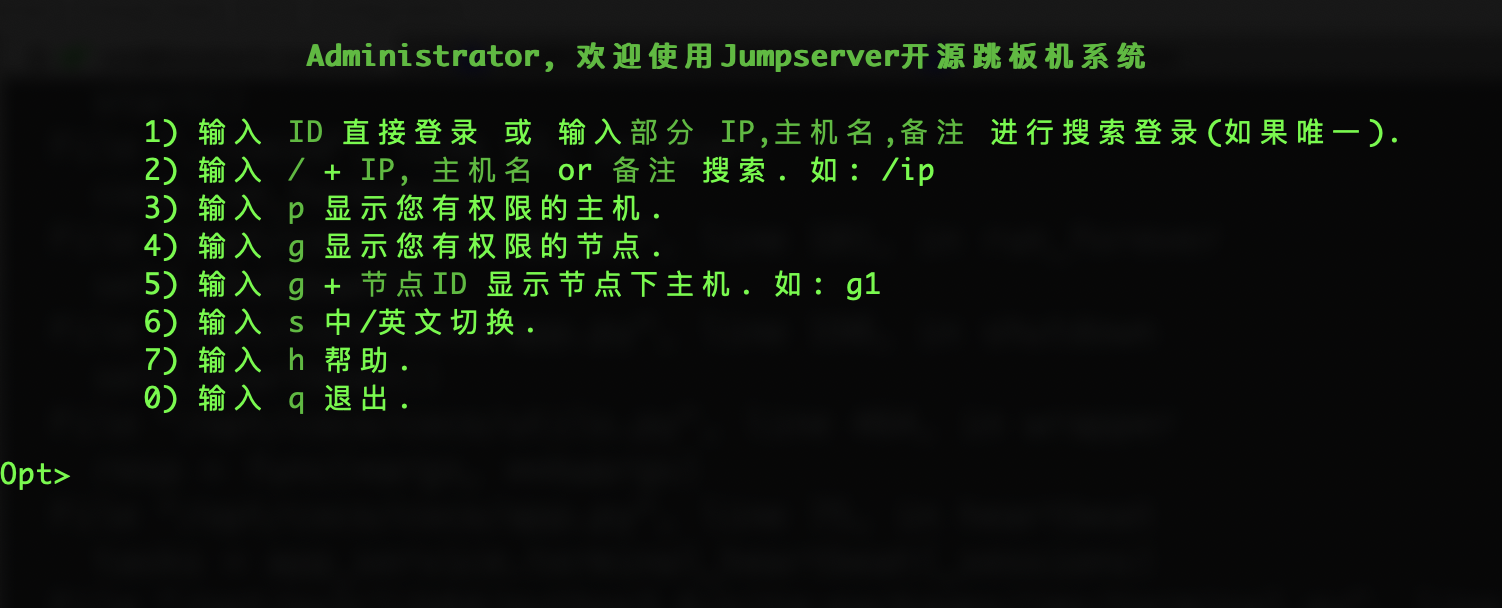 Administrator, 欢迎使用Jumpserver开源跳板机系统
1) 输入 ID 直接登录 或 输入部分 IP,主机名,备注 进行搜索登录(如果唯一).
2) 输入 / + IP, 主机名 or 备注 搜索. 如: /ip
3) 输入 p 显示您有权限的主机.
4) 输入 g 显示您有权限的节点.
5) 输入 g + 节点ID 显示节点下主机. 如: g1
6) 输入 s 中/英文切换.
7) 输入 h 帮助.
0) 输入 q 退出.
Opt>